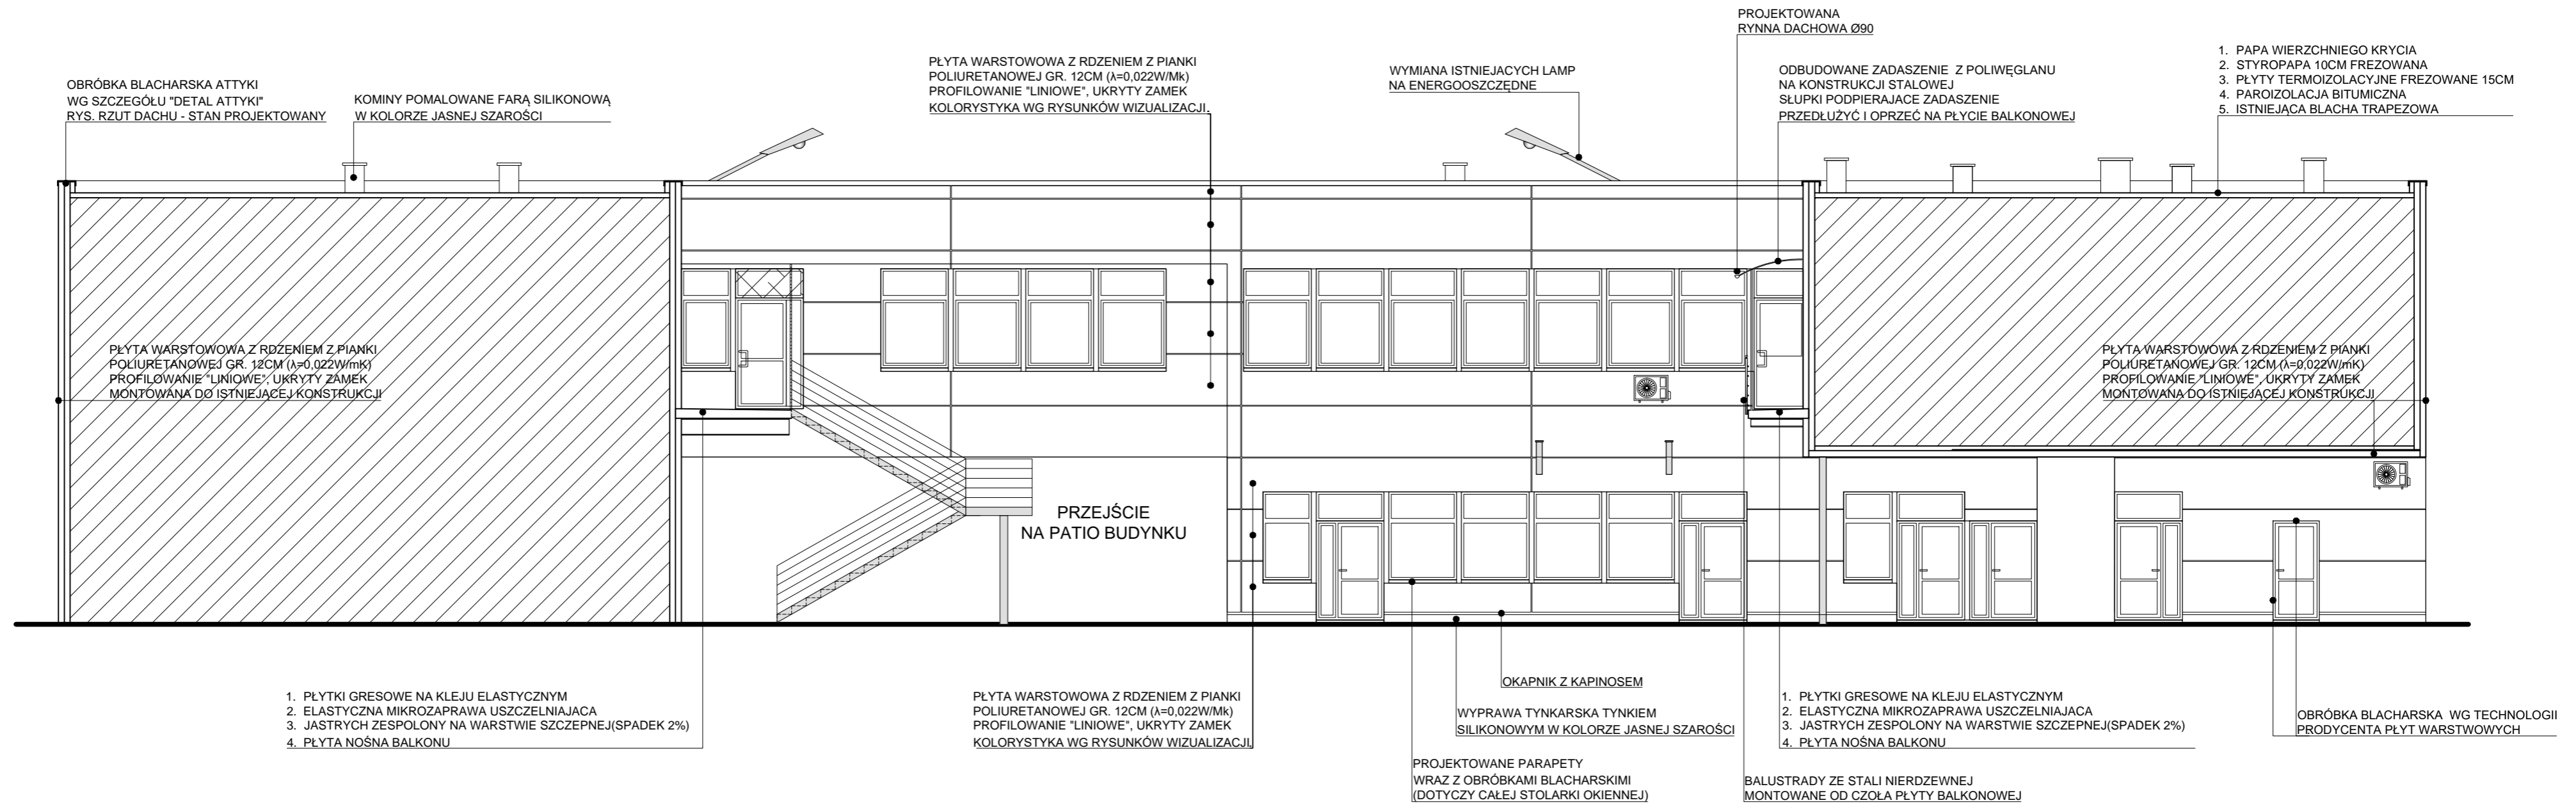 PROJEKTOWANA
RYNNA DACHOWA Ø90
PŁYTA WARSTOWOWA Z RDZENIEM Z PIANKI
POLIURETANOWEJ GR. 12CM (λ=0,022W/Mk)
PROFILOWANIE "LINIOWE", UKRYTY ZAMEK
KOLORYSTYKA WG RYSUNKÓW WIZUALIZACJI
WYMIANA ISTNIEJACYCH LAMP
NA ENERGOOSZCZĘDNE
ODBUDOWANE ZADASZENIE Z POLIWĘGLANU
NA KONSTRUKCJI STALOWEJ
SŁUPKI PODPIERAJACE ZADASZENIE
PRZEDŁUŻYĆ I OPRZEĆ NA PŁYCIE BALKONOWEJ
1. PAPA WIERZCHNIEGO KRYCIA
2. STYROPAPA 10CM FREZOWANA
3. PŁYTY TERMOIZOLACYJNE FREZOWANE 15CM
4. PAROIZOLACJA BITUMICZNA
5. ISTNIEJĄCA BLACHA TRAPEZOWA
OBRÓBKA BLACHARSKA ATTYKI
WG SZCZEGÓŁU "DETAL ATTYKI"
RYS. RZUT DACHU - STAN PROJEKTOWANY
KOMINY POMALOWANE FARĄ SILIKONOWĄ
W KOLORZE JASNEJ SZAROŚCI
PŁYTA WARSTOWOWA Z RDZENIEM Z PIANKI
POLIURETANOWEJ GR. 12CM (λ=0,022W/mK)
PROFILOWANIE "LINIOWE", UKRYTY ZAMEK
MONTOWANA DO ISTNIEJĄCEJ KONSTRUKCJI
PŁYTA WARSTOWOWA Z RDZENIEM Z PIANKI
POLIURETANOWEJ GR. 12CM (λ=0,022W/mK)
PROFILOWANIE "LINIOWE", UKRYTY ZAMEK
MONTOWANA DO ISTNIEJĄCEJ KONSTRUKCJI
PRZEJŚCIE
NA PATIO BUDYNKU
1. PŁYTKI GRESOWE NA KLEJU ELASTYCZNYM
2. ELASTYCZNA MIKROZAPRAWA USZCZELNIAJACA
3. JASTRYCH ZESPOLONY NA WARSTWIE SZCZEPNEJ(SPADEK 2%)
4. PŁYTA NOŚNA BALKONU
PŁYTA WARSTOWOWA Z RDZENIEM Z PIANKI
POLIURETANOWEJ GR. 12CM (λ=0,022W/Mk)
PROFILOWANIE "LINIOWE", UKRYTY ZAMEK
KOLORYSTYKA WG RYSUNKÓW WIZUALIZACJI
OKAPNIK Z KAPINOSEM
WYPRAWA TYNKARSKA TYNKIEM
SILIKONOWYM W KOLORZE JASNEJ SZAROŚCI
PROJEKTOWANE PARAPETY
WRAZ Z OBRÓBKAMI BLACHARSKIMI
(DOTYCZY CAŁEJ STOLARKI OKIENNEJ)
1. PŁYTKI GRESOWE NA KLEJU ELASTYCZNYM
2. ELASTYCZNA MIKROZAPRAWA USZCZELNIAJACA
3. JASTRYCH ZESPOLONY NA WARSTWIE SZCZEPNEJ(SPADEK 2%)
4. PŁYTA NOŚNA BALKONU
BALUSTRADY ZE STALI NIERDZEWNEJ
MONTOWANE OD CZOŁA PŁYTY BALKONOWEJ
OBRÓBKA BLACHARSKA WG TECHNOLOGII
PRODYCENTA PŁYT WARSTWOWYCH